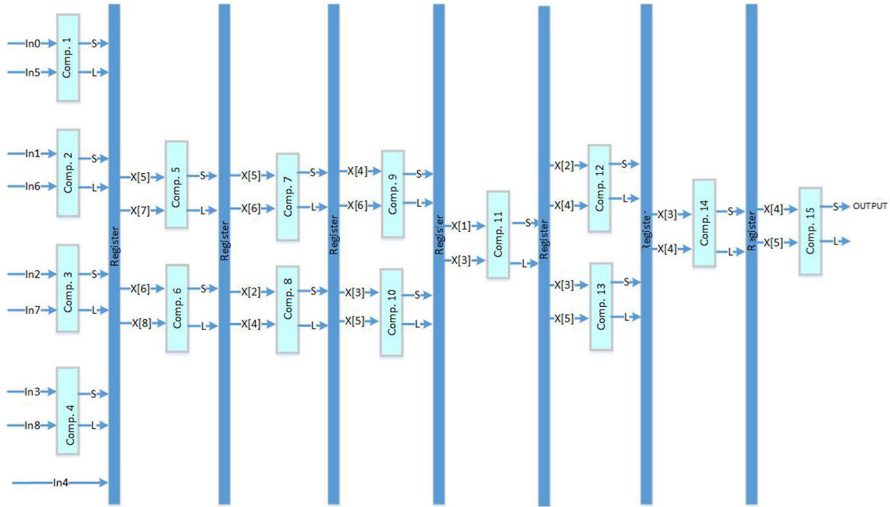 In0
In5
Comp. 1
S
L
In1
In6
Comp. 2
S
L
In2
In7
Comp. 3
S
L
In3
In8
Comp. 4
S
L
In4
Register
X[5]
X[7]
Comp. 5
S
L
X[6]
X[8]
Comp. 6
S
L
Register
X[5]
X[6]
Comp. 7
S
L
X[2]
X[4]
Comp. 8
S
L
Register
X[4]
X[6]
Comp. 9
S
L
X[3]
X[5]
Comp. 10
S
L
Register
X[1]
X[3]
Comp. 11
S
L
Register
X[2]
X[4]
Comp. 12
S
L
X[3]
X[5]
Comp. 13
S
L
Register
X[3]
X[4]
Comp. 14
S
L
Register
X[4]
X[5]
Comp. 15
S
OUTPUT
L